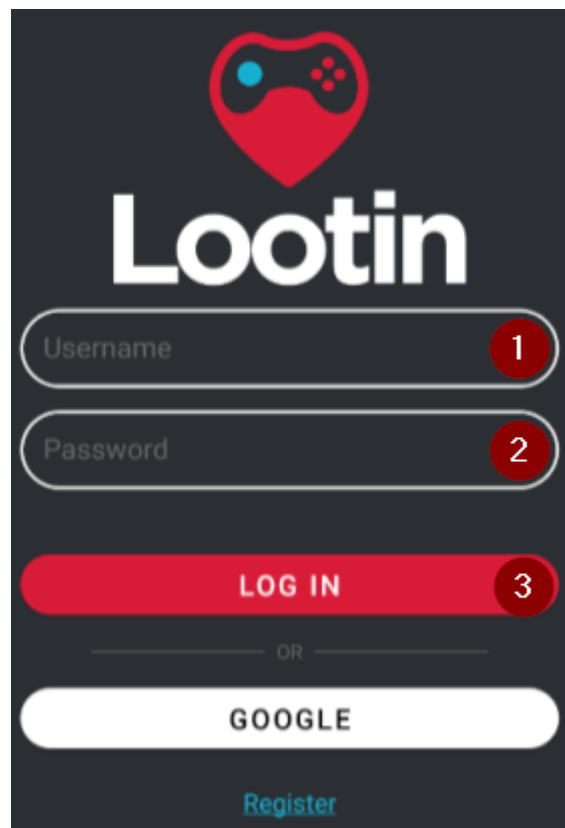 Lootin
Username 1
Password 2
LOG IN 3
OR
GOOGLE
Register